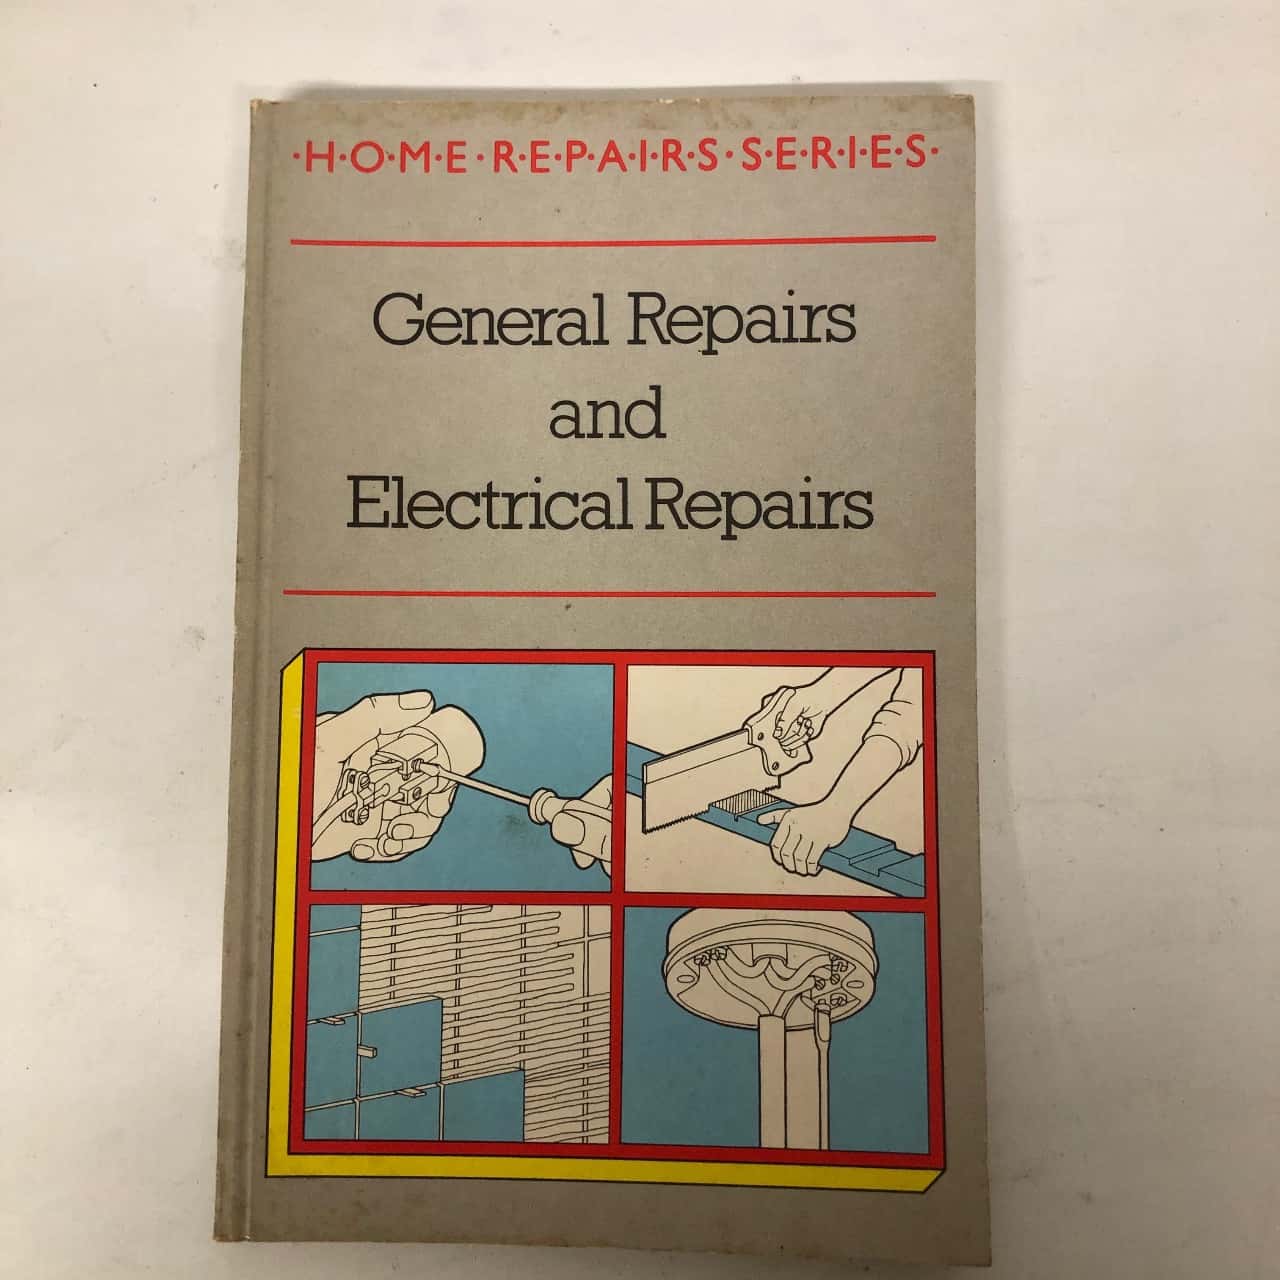 ·H·O·M·E·R·E·P·A·I·R·S·S·E·R·I·E·S·
General Repairs
and
Electrical Repairs